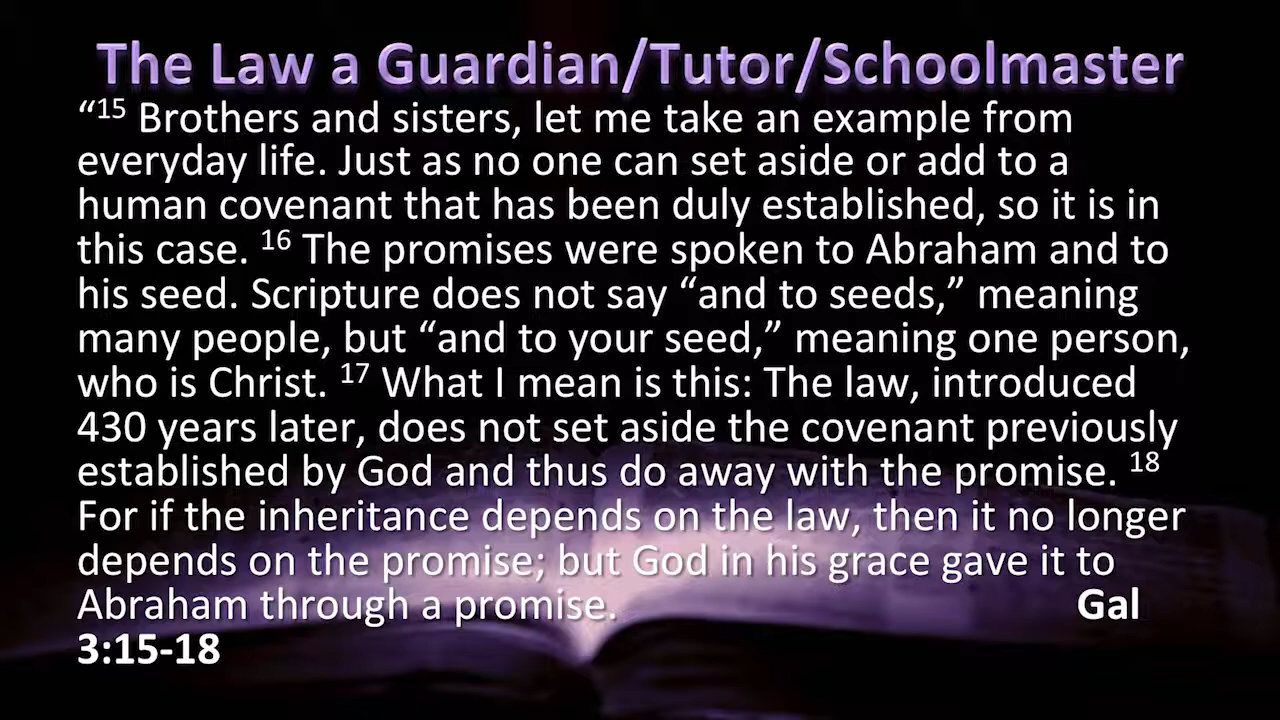 The Law a Guardian/Tutor/Schoolmaster
“15 Brothers and sisters, let me take an example from
everyday life. Just as no one can set aside or add to a
human covenant that has been duly established, so it is in
this case. 16 The promises were spoken to Abraham and to
his seed. Scripture does not say “and to seeds,” meaning
many people, but “and to your seed,” meaning one person,
who is Christ. 17 What I mean is this: The law, introduced
430 years later, does not set aside the covenant previously
established by God and thus do away with the promise. 18
For if the inheritance depends on the law, then it no longer
depends on the promise; but God in his grace gave it to
Abraham through a promise. Gal
3:15-18